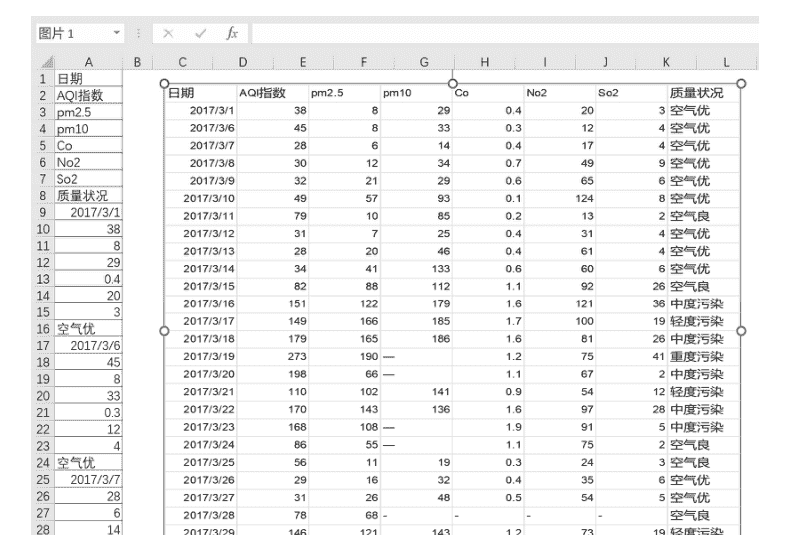 图片 1
fx
A B C D E F G H I J K L
1 日期
2 AQI指数
3 pm2.5
4 pm10
5 Co
6 No2
7 So2
8 质量状况
9 2017/3/1
10 38
11 8
12 29
13 0.4
14 20
15 3
16 空气优
17 2017/3/6
18 45
19 8
20 33
21 0.3
22 12
23 4
24 空气优
25 2017/3/7
26 28
27 6
28 14
日期 AQI指数 pm2.5 pm10 Co No2 So2 质量状况
2017/3/1 38 8 29 0.4 20 3 空气优
2017/3/6 45 8 33 0.3 12 4 空气优
2017/3/7 28 6 14 0.4 17 4 空气优
2017/3/8 30 12 34 0.7 49 9 空气优
2017/3/9 32 21 29 0.6 65 6 空气优
2017/3/10 49 57 93 0.1 124 8 空气优
2017/3/11 79 10 85 0.2 13 2 空气良
2017/3/12 31 7 25 0.4 31 4 空气优
2017/3/13 28 20 46 0.4 61 4 空气优
2017/3/14 34 41 133 0.6 60 6 空气优
2017/3/15 82 88 112 1.1 92 26 空气良
2017/3/16 151 122 179 1.6 121 36 中度污染
2017/3/17 149 166 185 1.7 100 19 轻度污染
2017/3/18 179 165 186 1.6 81 26 中度污染
2017/3/19 273 190 — 1.2 75 41 重度污染
2017/3/20 198 66 — 1.1 67 2 中度污染
2017/3/21 110 102 141 0.9 54 12 轻度污染
2017/3/22 170 143 136 1.6 97 28 中度污染
2017/3/23 168 108 — 1.9 91 5 中度污染
2017/3/24 86 55 — 1.1 75 2 空气良
2017/3/25 56 11 19 0.3 24 3 空气良
2017/3/26 29 16 32 0.4 35 6 空气优
2017/3/27 31 26 48 0.5 54 5 空气优
2017/3/28 78 68 - - - - 空气良
2017/3/29 146 121 143 1.2 73 19 轻度污染